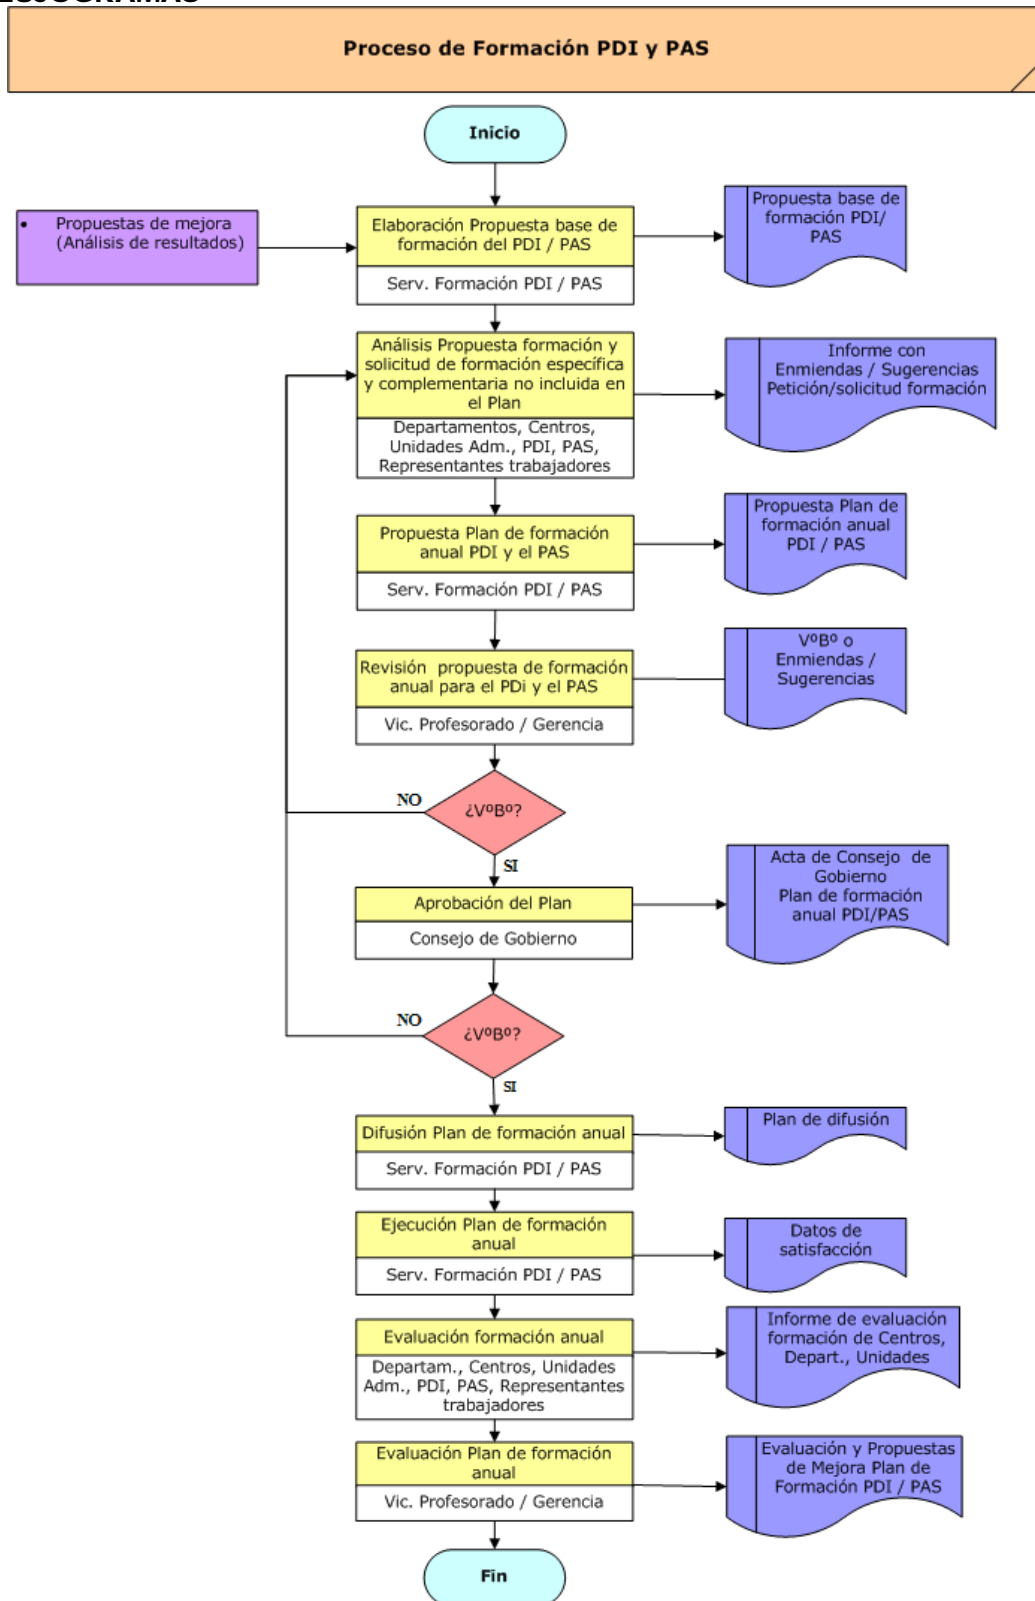 Proceso de Formación PDI y PAS
Inicio
• Propuestas de mejora
(Análisis de resultados)
Elaboración Propuesta base de
formación del PDI / PAS
Serv. Formación PDI / PAS
Propuesta base de
formación PDI/
PAS
Análisis Propuesta formación y
solicitud de formación específica
y complementaria no incluida en
el Plan
Departamentos, Centros,
Unidades Adm., PDI, PAS,
Representantes trabajadores
Informe con
Enmiendas / Sugerencias
Petición/solicitud formación
Propuesta Plan de formación
anual PDI y el PAS
Serv. Formación PDI / PAS
Propuesta Plan de
formación anual
PDI / PAS
Revisión propuesta de formación
anual para el PDi y el PAS
Vic. Profesorado / Gerencia
VºBº o
Enmiendas /
Sugerencias
NO
¿VºBº?
SI
Aprobación del Plan
Consejo de Gobierno
Acta de Consejo de
Gobierno
Plan de formación
anual PDI/PAS
NO
¿VºBº?
SI
Difusión Plan de formación anual
Serv. Formación PDI / PAS
Plan de difusión
Ejecución Plan de formación
anual
Serv. Formación PDI / PAS
Datos de
satisfacción
Evaluación formación anual
Departam., Centros, Unidades
Adm., PDI, PAS, Representantes
trabajadores
Informe de evaluación
formación de Centros,
Depart., Unidades
Evaluación Plan de formación
anual
Vic. Profesorado / Gerencia
Evaluación y Propuestas
de Mejora Plan de
Formación PDI / PAS
Fin